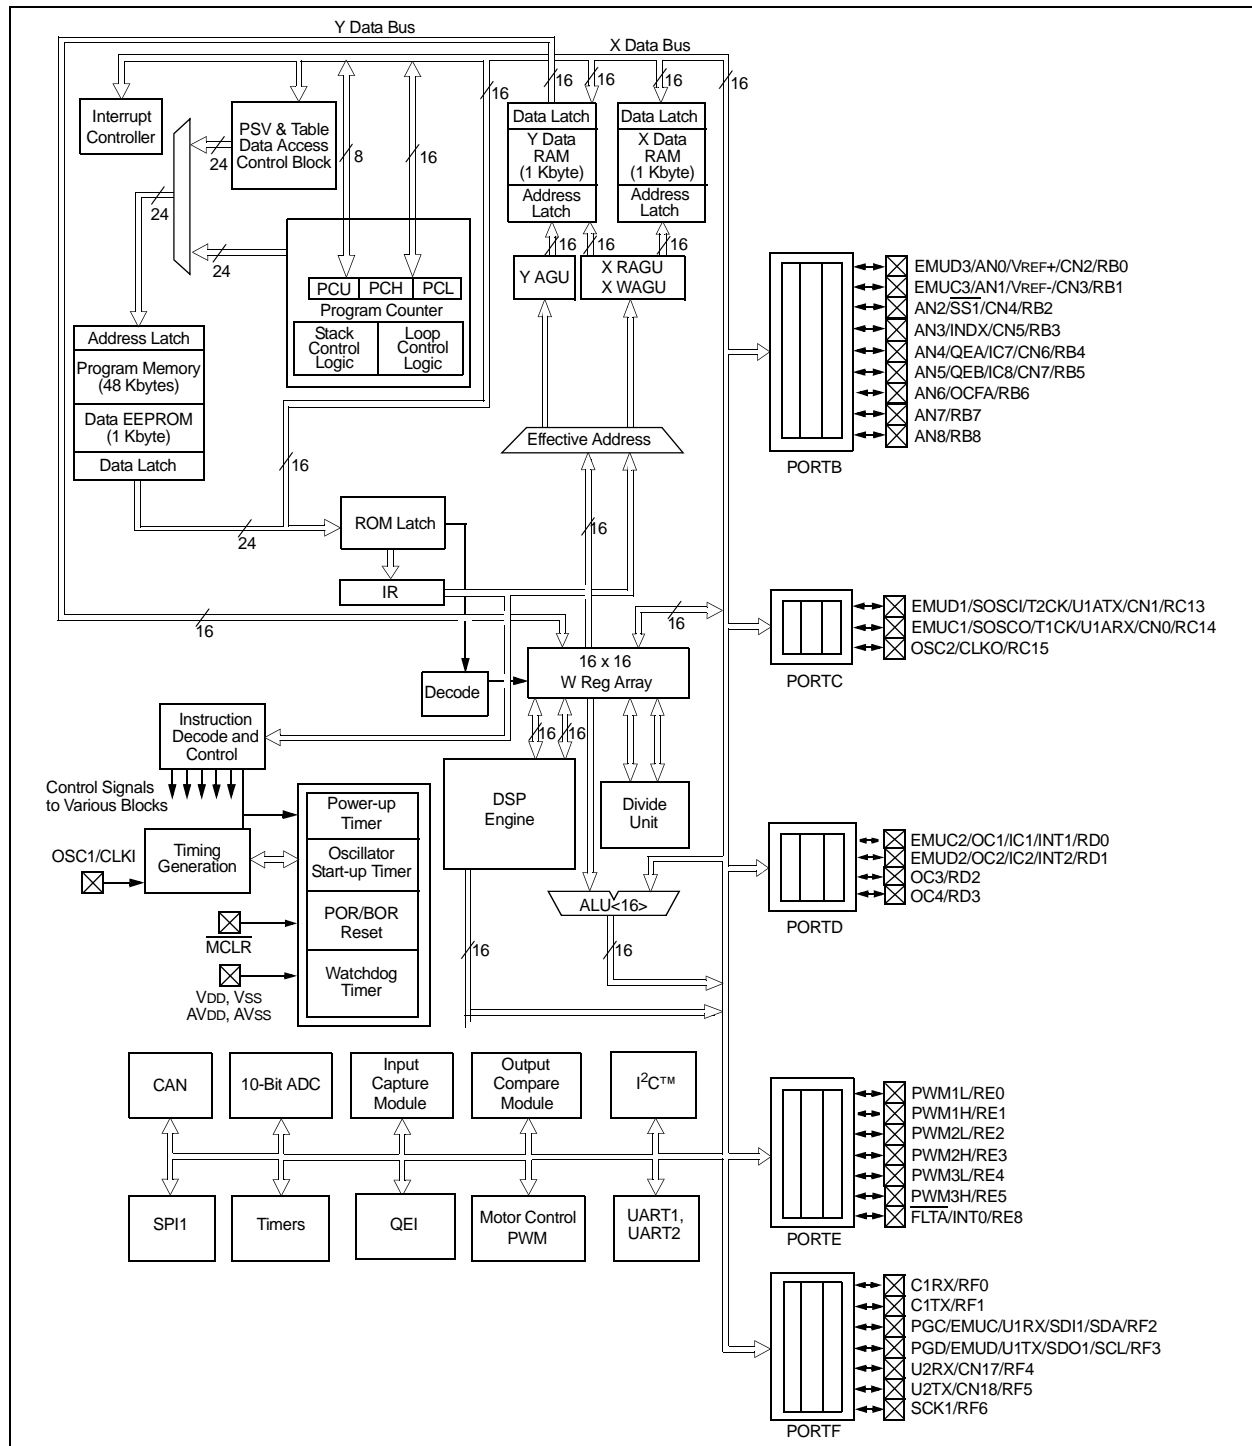 Y Data Bus
X Data Bus
16
16
16
16
16
Interrupt
Controller
PSV & Table
Data Access
Control Block
24
24
24
8
16
Data Latch
Y Data
RAM
(1 Kbyte)
Address
Latch
Data Latch
X Data
RAM
(1 Kbyte)
Address
Latch
16
16
16
Y AGU
X RAGU
X WAGU
PCU
PCH
PCL
Program Counter
Stack
Control
Logic
Loop
Control
Logic
Address Latch
Program Memory
(48 Kbytes)
Data EEPROM
(1 Kbyte)
Data Latch
Effective Address
16
24
ROM Latch
16
IR
16
16
16 x 16
W Reg Array
Decode
Instruction
Decode and
Control
16
16
Control Signals
to Various Blocks
DSP
Engine
Divide
Unit
Power-up
Timer
Oscillator
Start-up Timer
POR/BOR
Reset
Watchdog
Timer
OSC1/CLKI
Timing
Generation
MCLR
VDD, VSS
AVDD, AVSS
ALU<16>
16
16
CAN
10-Bit ADC
Input
Capture
Module
Output
Compare
Module
I2C™
SPI1
Timers
QEI
Motor Control
PWM
UART1,
UART2
EMUD3/AN0/VREF+/CN2/RB0
EMUC3/AN1/VREF-/CN3/RB1
AN2/SS1/CN4/RB2
AN3/INDX/CN5/RB3
AN4/QEA/IC7/CN6/RB4
AN5/QEB/IC8/CN7/RB5
AN6/OCFA/RB6
AN7/RB7
AN8/RB8
PORTB
EMUD1/SOSCI/T2CK/U1ATX/CN1/RC13
EMUC1/SOSCO/T1CK/U1ARX/CN0/RC14
OSC2/CLKO/RC15
PORTC
EMUC2/OC1/IC1/INT1/RD0
EMUD2/OC2/IC2/INT2/RD1
OC3/RD2
OC4/RD3
PORTD
PWM1L/RE0
PWM1H/RE1
PWM2L/RE2
PWM2H/RE3
PWM3L/RE4
PWM3H/RE5
FLTA/INT0/RE8
PORTE
C1RX/RF0
C1TX/RF1
PGC/EMUC/U1RX/SDI1/SDA/RF2
PGD/EMUD/U1TX/SDO1/SCL/RF3
U2RX/CN17/RF4
U2TX/CN18/RF5
SCK1/RF6
PORTF